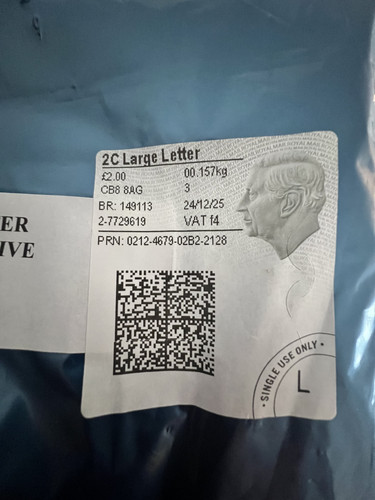 2C Large Letter
£2.00 00.157kg
CB8 8AG 3
BR: 149113 24/12/25
2-7729619 VAT f4
PRN: 0212-4679-02B2-2128
ER
IVE
• SINGLE USE ONLY •
L